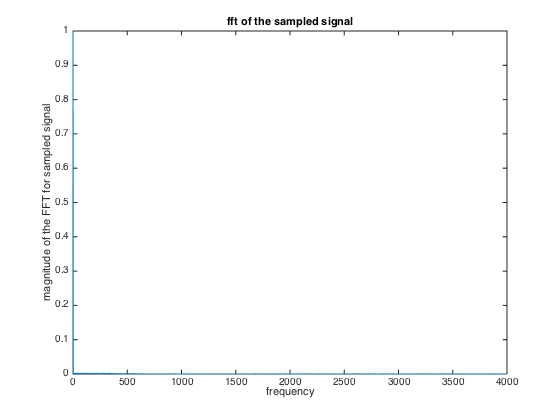 fft of the sampled signal
magnitude of the FFT for sampled signal
1
0.9
0.8
0.7
0.6
0.5
0.4
0.3
0.2
0.1
0
0 500 1000 1500 2000 2500 3000 3500 4000
frequency